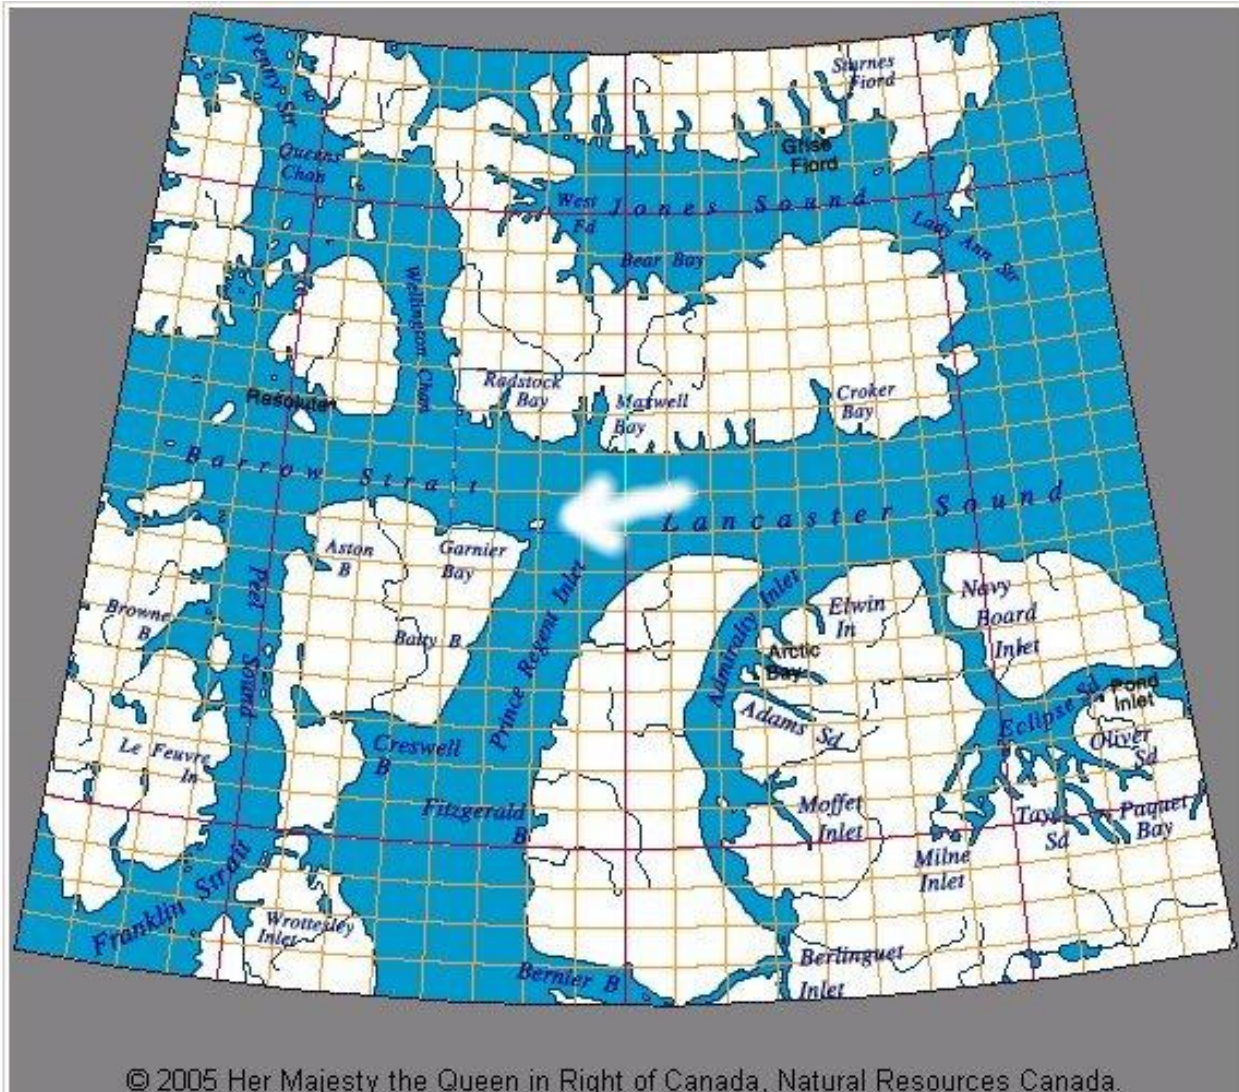 Penny Str
Starnes
Fiord
Grise
Fiord
Queens
Chan
West
Fd
Jones Sound
Lady Ann Str
Bear Bay
Wellington Chan
Radstock
Bay
Maxwell
Bay
Croker
Bay
Resolute
Barrow Strait
Lancaster Sound
Aston
B
Garnier
Bay
Peel Sound
Browne
B
Batty B
Prince Regent Inlet
Admiralty Inlet
Elwin
In
Navy
Board
Inlet
Arctic
Bay
Adams Sd
Eclipse Sd
Pond
Inlet
Oliver
Sd
Le Feuvre
In
Creswell
B
Fitzgerald
B
Moffet
Inlet
Tay
Sd
Paquet
Bay
Milne
Inlet
Franklin Strait
Wrottesley
Inlet
Bernier B
Berlinguet
Inlet
© 2005 Her Majesty the Queen in Right of Canada, Natural Resources Canada.